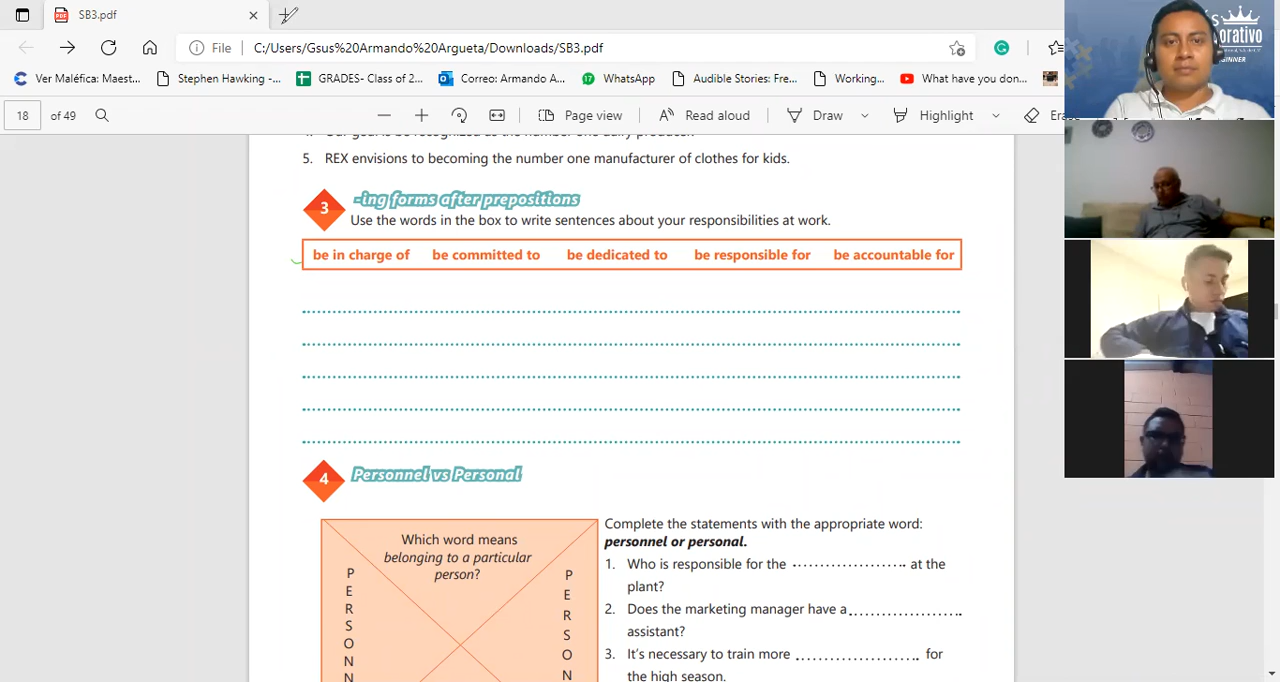 SB3.pdf
File
C:/Users/Gsus%20Armando%20Argueta/Downloads/SB3.pdf
Ver Maléfica: Maest...
Stephen Hawking -...
GRADES- Class of 2...
Correo: Armando A...
WhatsApp
Audible Stories: Fre...
Working...
What have you don...
18 of 49
Page view
Read aloud
Draw
Highlight
5. REX envisions to becoming the number one manufacturer of clothes for kids.
3 -ing forms after prepositions
Use the words in the box to write sentences about your responsibilities at work.
be in charge of be committed to be dedicated to be responsible for be accountable for
4 Personnel vs Personal
Which word means
belonging to a particular
person?
P
E
R
S
O
N
N
P
E
R
S
O
N
Complete the statements with the appropriate word:
personnel or personal.
1. Who is responsible for the .................... at the
plant?
2. Does the marketing manager have a ....................
assistant?
3. It's necessary to train more .................... for
the high season.